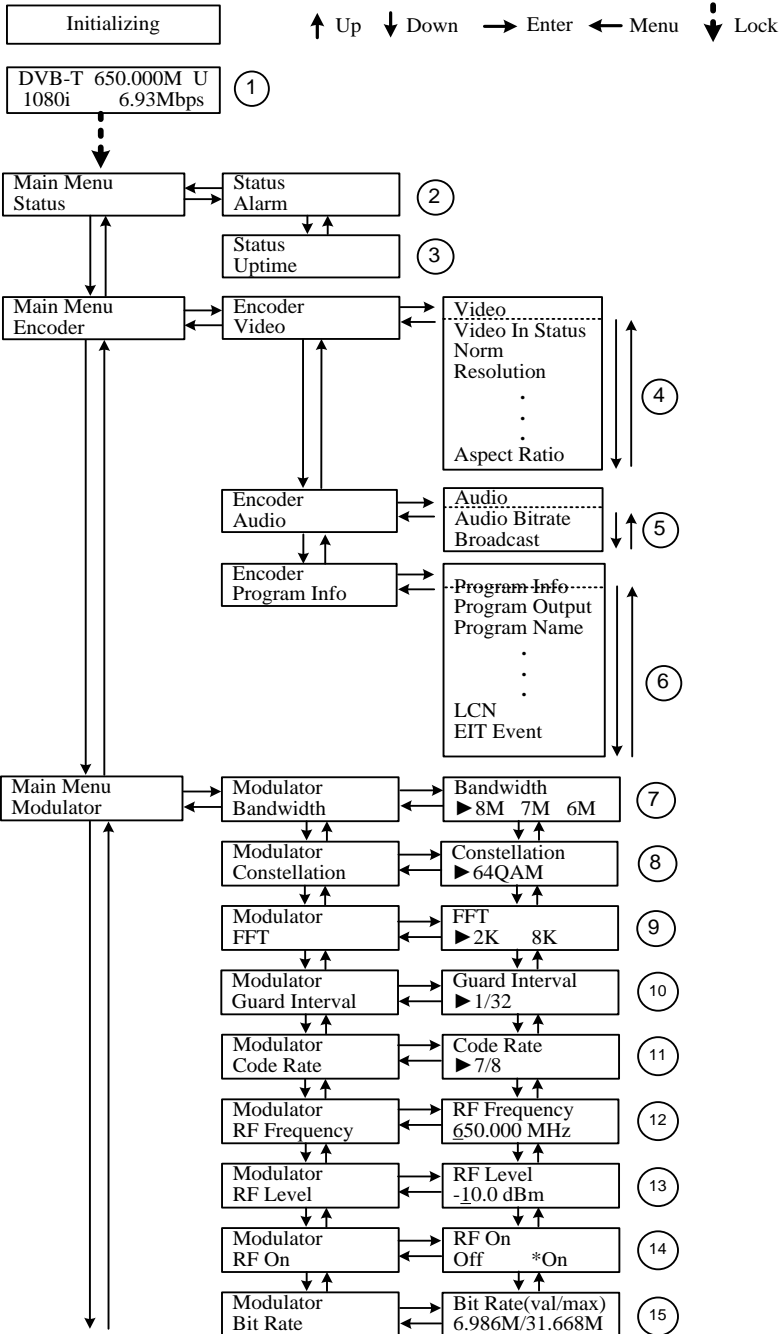 Initializing
Up Down Enter Menu Lock
DVB-T 650.000M U
1080i 6.93Mbps
1
Main Menu
Status
Status
Alarm
2
Status
Uptime
3
Main Menu
Encoder
Encoder
Video
Video
Video In Status
Norm
Resolution
.
.
.
Aspect Ratio
4
Encoder
Audio
Audio
Audio Bitrate
Broadcast
5
Encoder
Program Info
Program Info
Program Output
Program Name
.
.
.
LCN
EIT Event
6
Main Menu
Modulator
Modulator
Bandwidth
Bandwidth
►8M 7M 6M
7
Modulator
Constellation
Constellation
►64QAM
8
Modulator
FFT
FFT
►2K 8K
9
Modulator
Guard Interval
Guard Interval
►1/32
10
Modulator
Code Rate
Code Rate
►7/8
11
Modulator
RF Frequency
RF Frequency
650.000 MHz
12
Modulator
RF Level
RF Level
-10.0 dBm
13
Modulator
RF On
RF On
Off *On
14
Modulator
Bit Rate
Bit Rate(val/max)
6.986M/31.668M
15